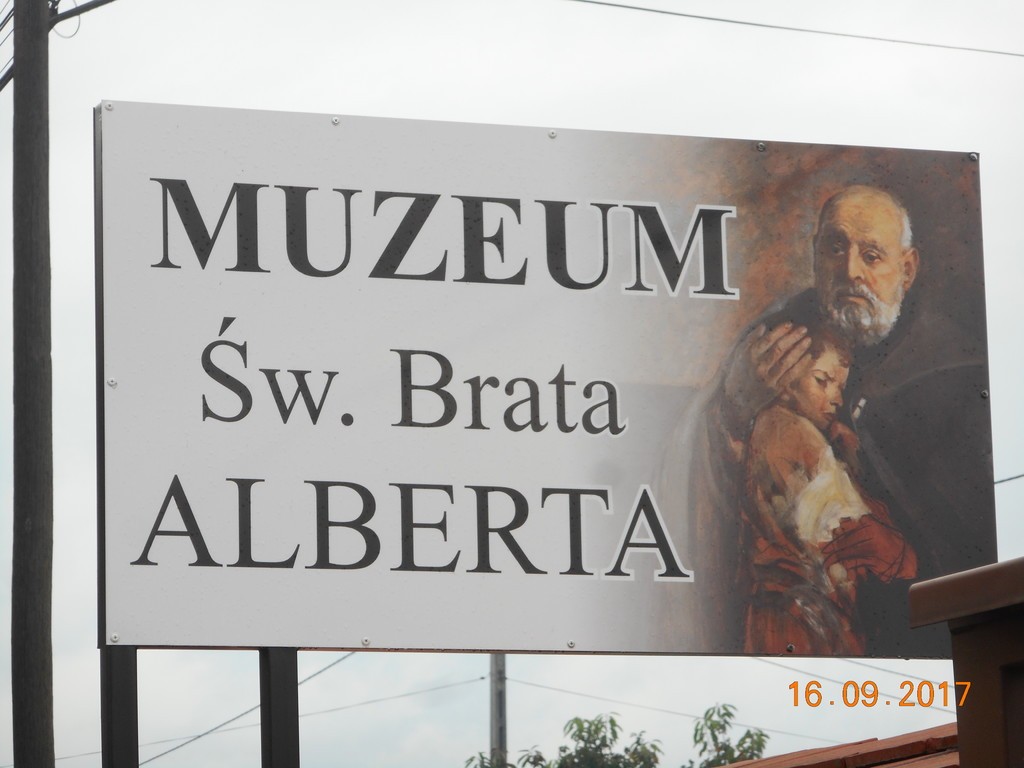 MUZEUM
Św. Brata
ALBERTA
16.09.2017